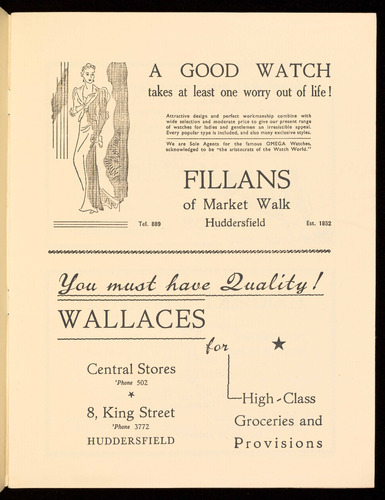 A GOOD WATCH
takes at least one worry out of life!
Attractive design and perfect workmanship combine with
wide selection and moderate price to give our present range
of watches for ladies and gentlemen an irresistible appeal.
Every popular type is included, and also many exclusive styles.
We are Sole Agents for the famous OMEGA Watches,
acknowledged to be "the aristocrats of the Watch World."
FILLANS
of Market Walk
Tel. 889 Huddersfield Est. 1852
You must have Quality!
WALLACES
for
Central Stores
'Phone 502
8, King Street
'Phone 3772
HUDDERSFIELD
High-Class
Groceries and
Provisions